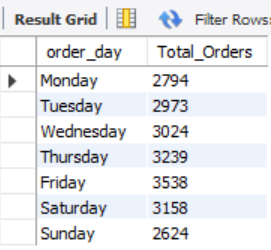 Result Grid Filter Rows:
order_day Total_Orders
Monday 2794
Tuesday 2973
Wednesday 3024
Thursday 3239
Friday 3538
Saturday 3158
Sunday 2624